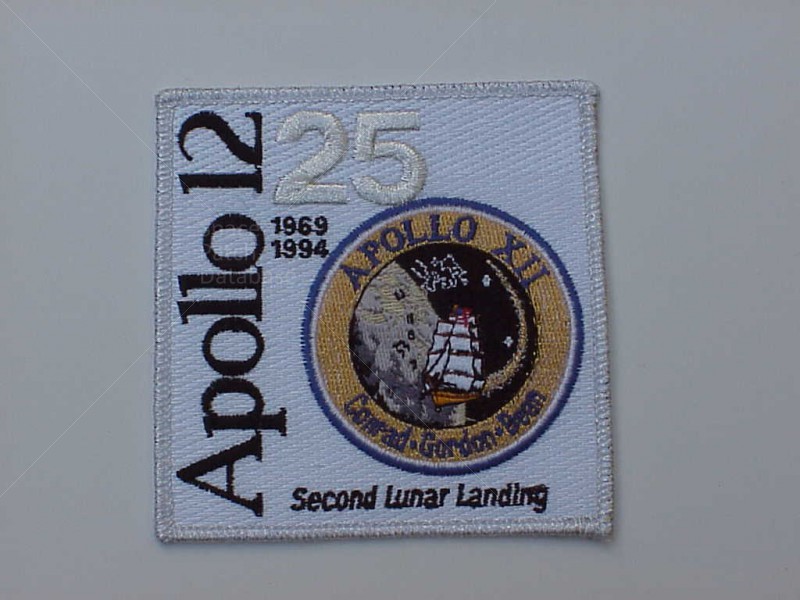 Apollo 12
25
1969
1994
APOLLO XII
Conrad·Gordon·Bean
Second Lunar Landing